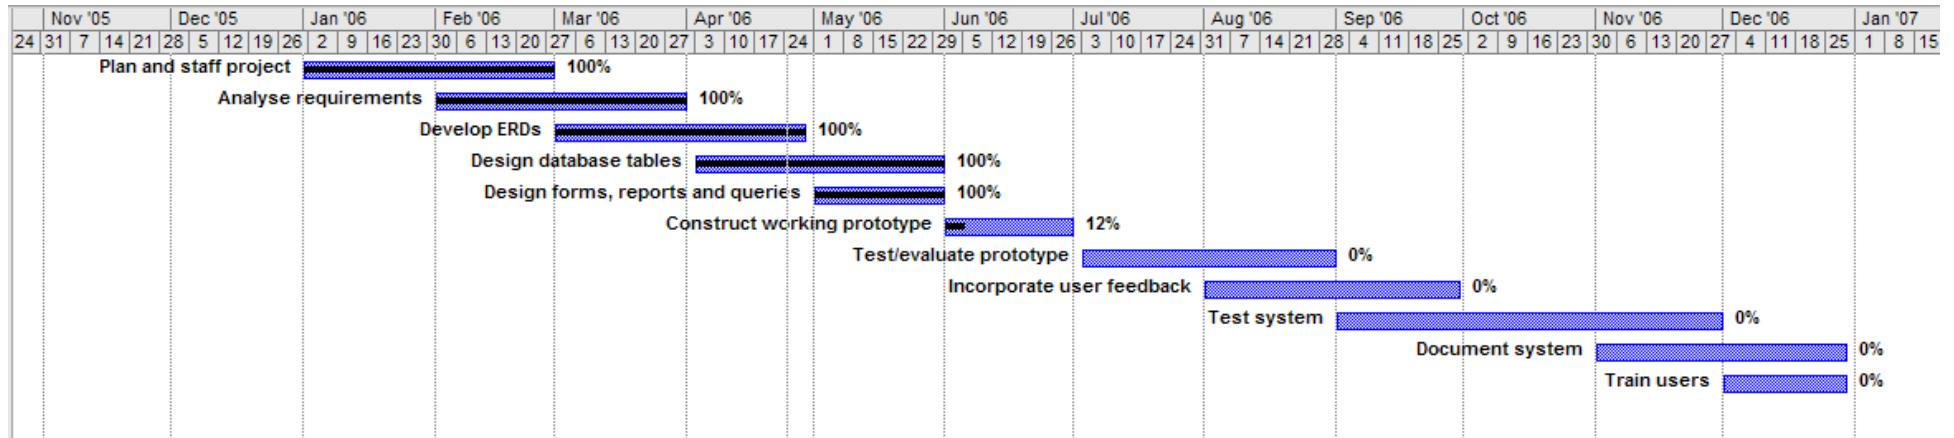 Nov '05 Dec '05 Jan '06 Feb '06 Mar '06 Apr '06 May '06 Jun '06 Jul '06 Aug '06 Sep '06 Oct '06 Nov '06 Dec '06 Jan '07
24 31 7 14 21 28 5 12 19 26 2 9 16 23 30 6 13 20 27 6 13 20 27 3 10 17 24 1 8 15 22 29 5 12 19 26 3 10 17 24 31 7 14 21 28 4 11 18 25 2 9 16 23 30 6 13 20 27 4 11 18 25 1 8 15
Plan and staff project 100%
Analyse requirements 100%
Develop ERDs 100%
Design database tables 100%
Design forms, reports and queries 100%
Construct working prototype 12%
Test/evaluate prototype 0%
Incorporate user feedback 0%
Test system 0%
Document system 0%
Train users 0%